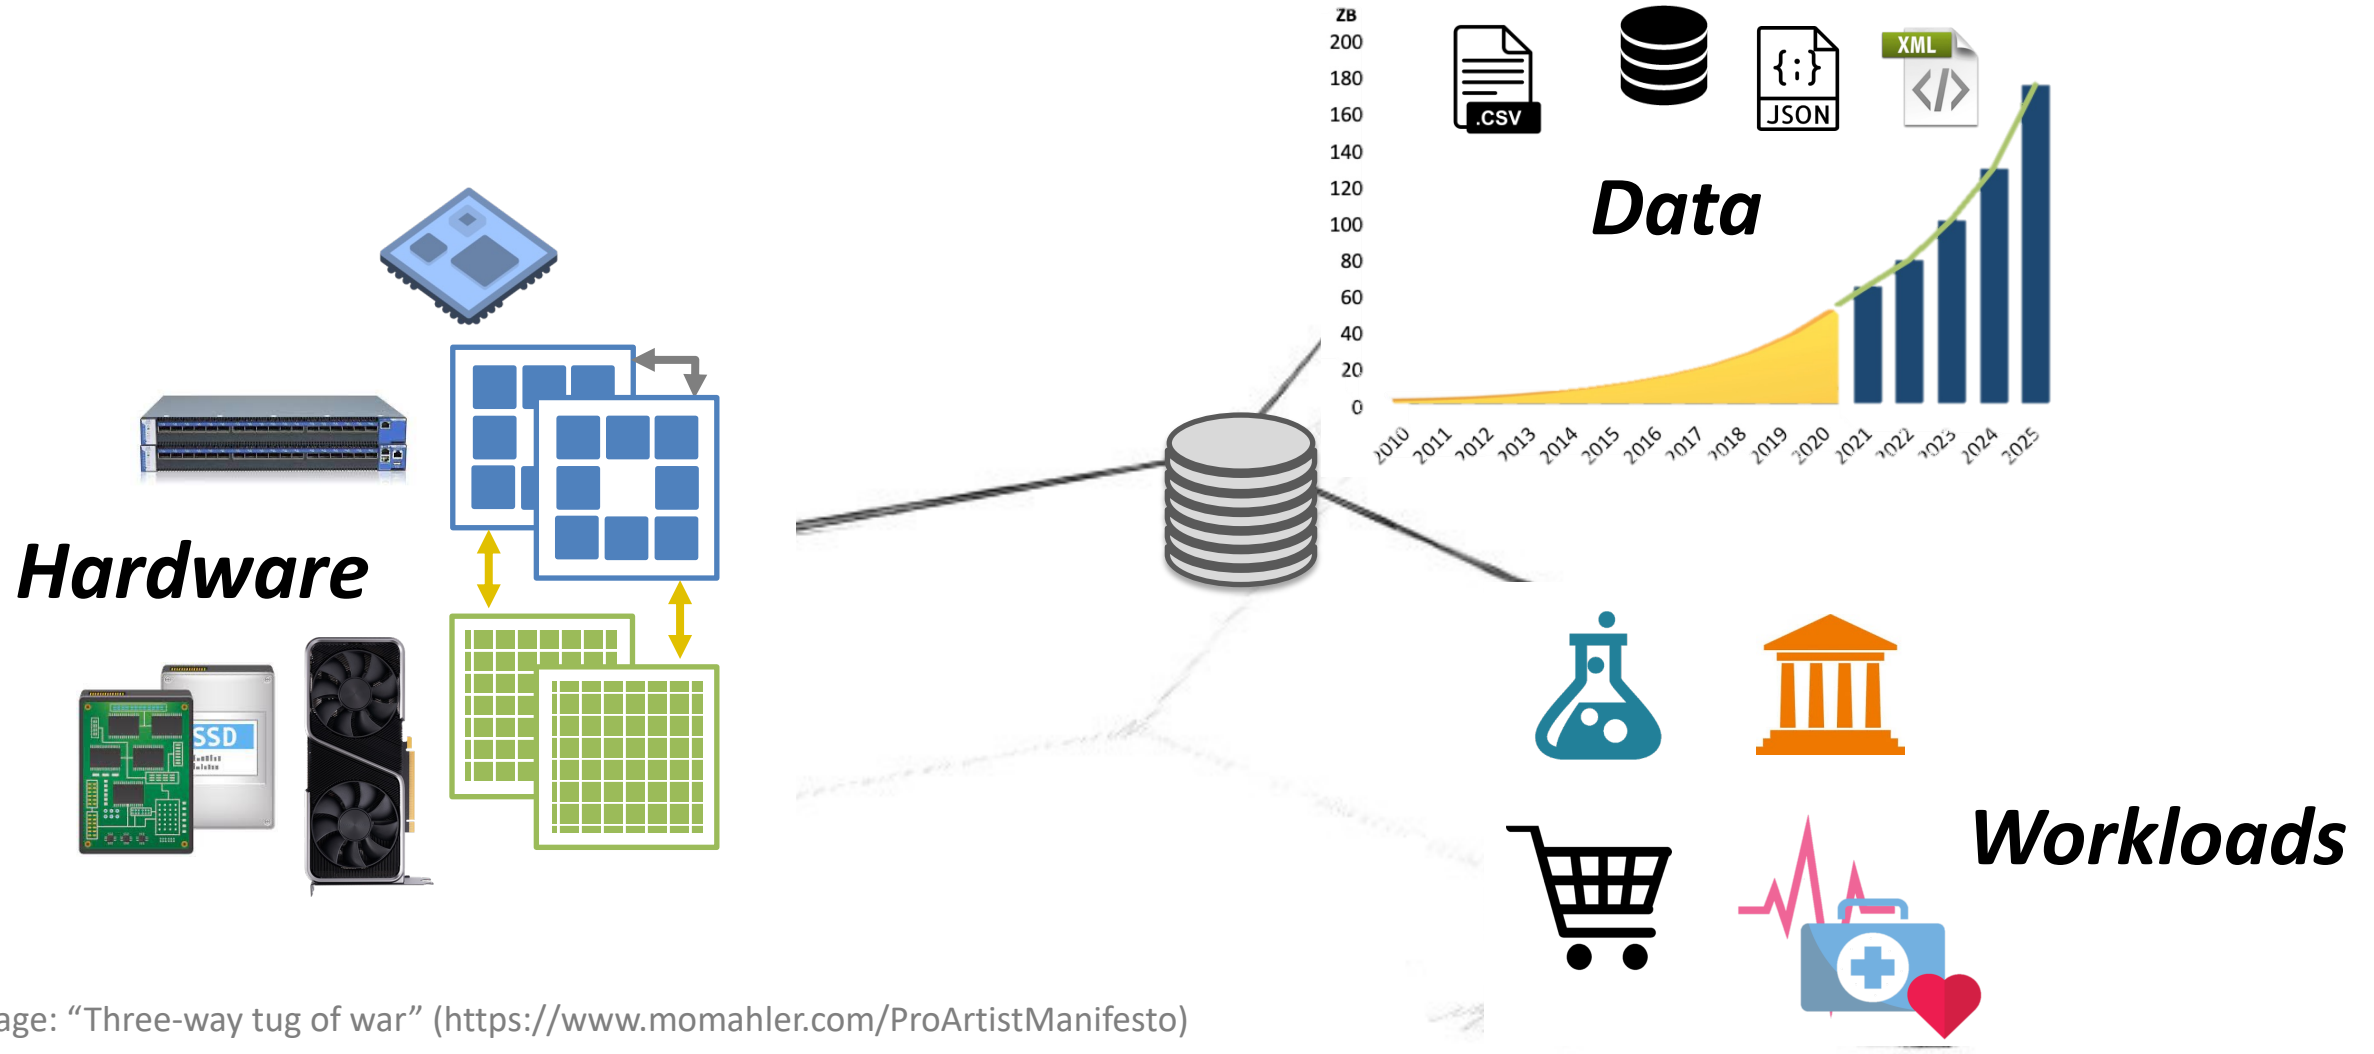 ZB
200
180
160
140
120
100
80
60
40
20
0
2010 2011 2012 2013 2014 2015 2016 2017 2018 2019 2020 2021 2022 2023 2024 2025
.CSV
{;}
JSON
XML
</>
Data
Hardware
SSD
Workloads
age: “Three-way tug of war” (https://www.momahler.com/ProArtistManifesto)